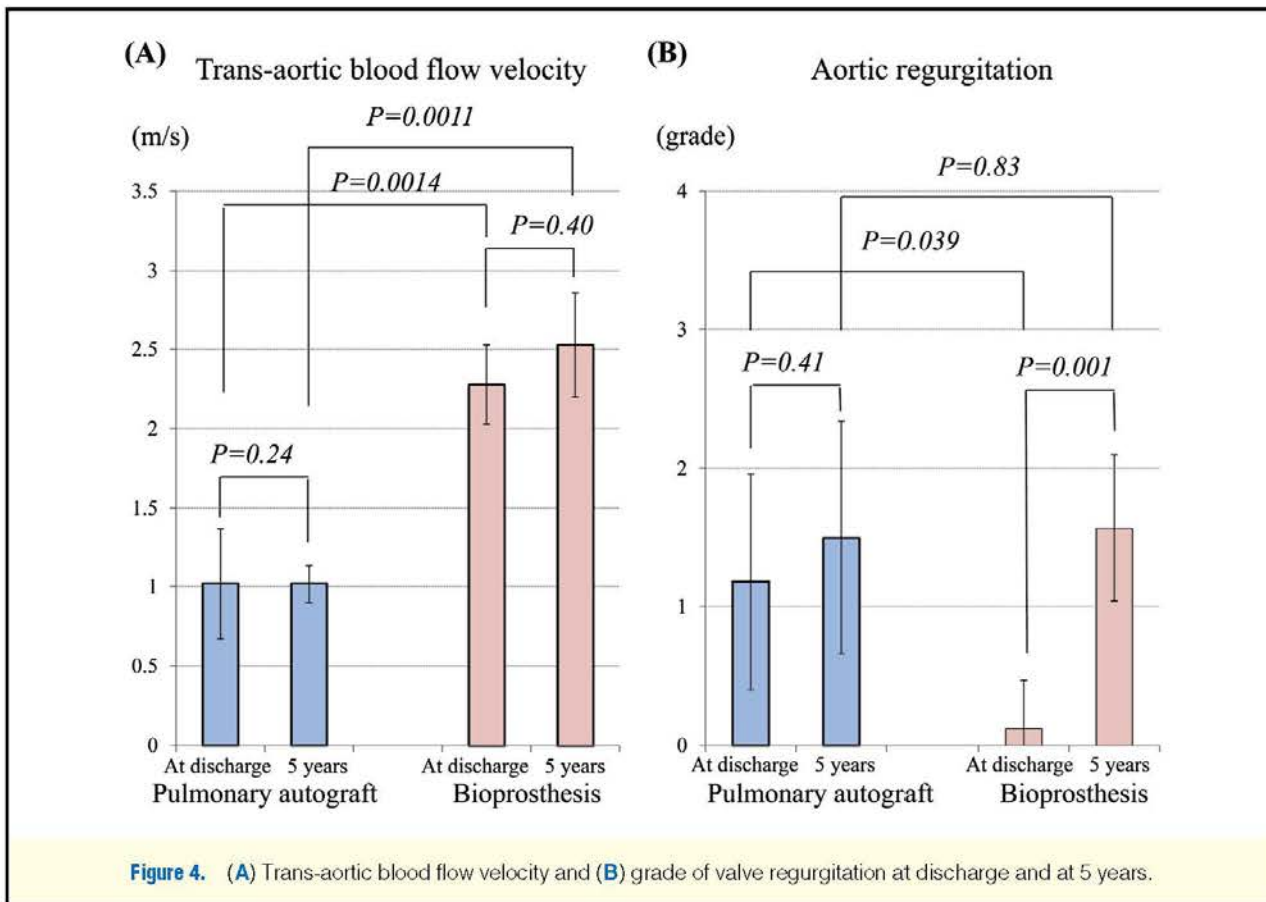 (A)
Trans-aortic blood flow velocity
(m/s)
P=0.0011
P=0.0014
P=0.40
P=0.24
3.5
3
2.5
2
1.5
1
0.5
0
At discharge 5 years At discharge 5 years
Pulmonary autograft Bioprosthesis
(B)
Aortic regurgitation
(grade)
P=0.83
P=0.039
P=0.41
P=0.001
4
3
2
1
0
At discharge 5 years At discharge 5 years
Pulmonary autograft Bioprosthesis
Figure 4. (A) Trans-aortic blood flow velocity and (B) grade of valve regurgitation at discharge and at 5 years.